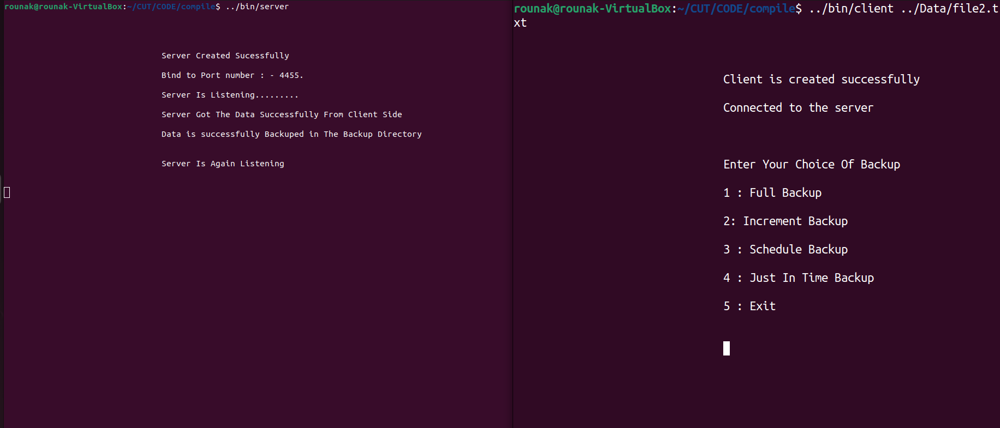 rounak@rounak-VirtualBox:~/CUT/CODE/compile$ ../bin/server
Server Created Sucessfully
Bind to Port number : - 4455.
Server Is Listening.........
Server Got The Data Successfully From Client Side
Data is successfully Backuped in The Backup Directory
Server Is Again Listening
rounak@rounak-VirtualBox:~/CUT/CODE/compile$ ../bin/client ../Data/file2.t
xt
Client is created successfully
Connected to the server
Enter Your Choice Of Backup
1 : Full Backup
2: Increment Backup
3 : Schedule Backup
4 : Just In Time Backup
5 : Exit